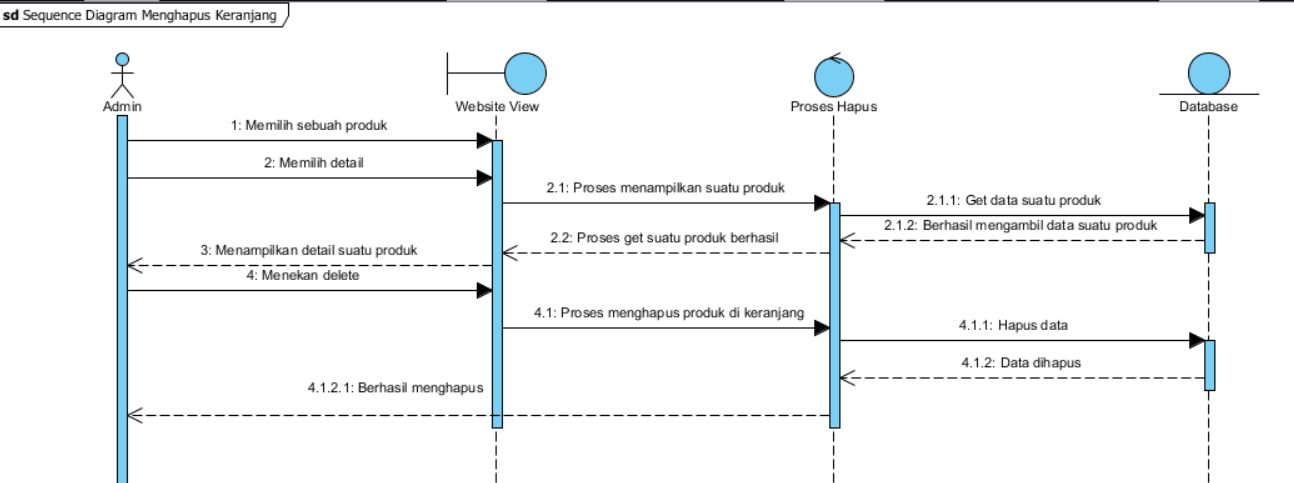 sd Sequence Diagram Menghapus Keranjang
Admin
Website View
Proses Hapus
Database
1: Memilih sebuah produk
2: Memilih detail
2.1: Proses menampilkan suatu produk
2.1.1: Get data suatu produk
2.1.2: Berhasil mengambil data suatu produk
2.2: Proses get suatu produk berhasil
3: Menampilkan detail suatu produk
4: Menekan delete
4.1: Proses menghapus produk di keranjang
4.1.1: Hapus data
4.1.2: Data dihapus
4.1.2.1: Berhasil menghapus